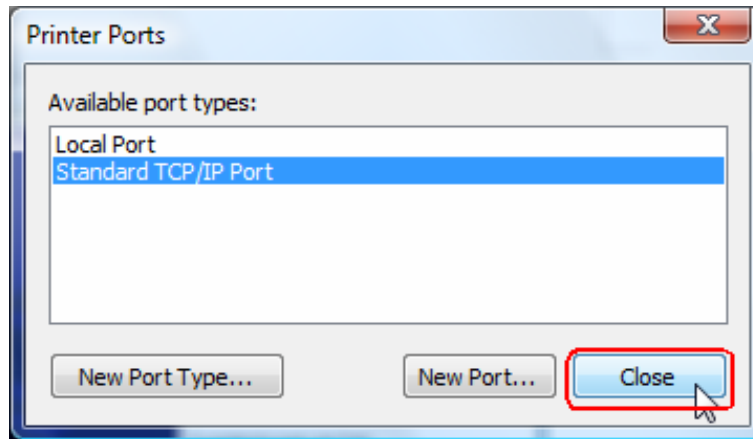 Printer Ports
Available port types:
Local Port
Standard TCP/IP Port
New Port Type... New Port... Close